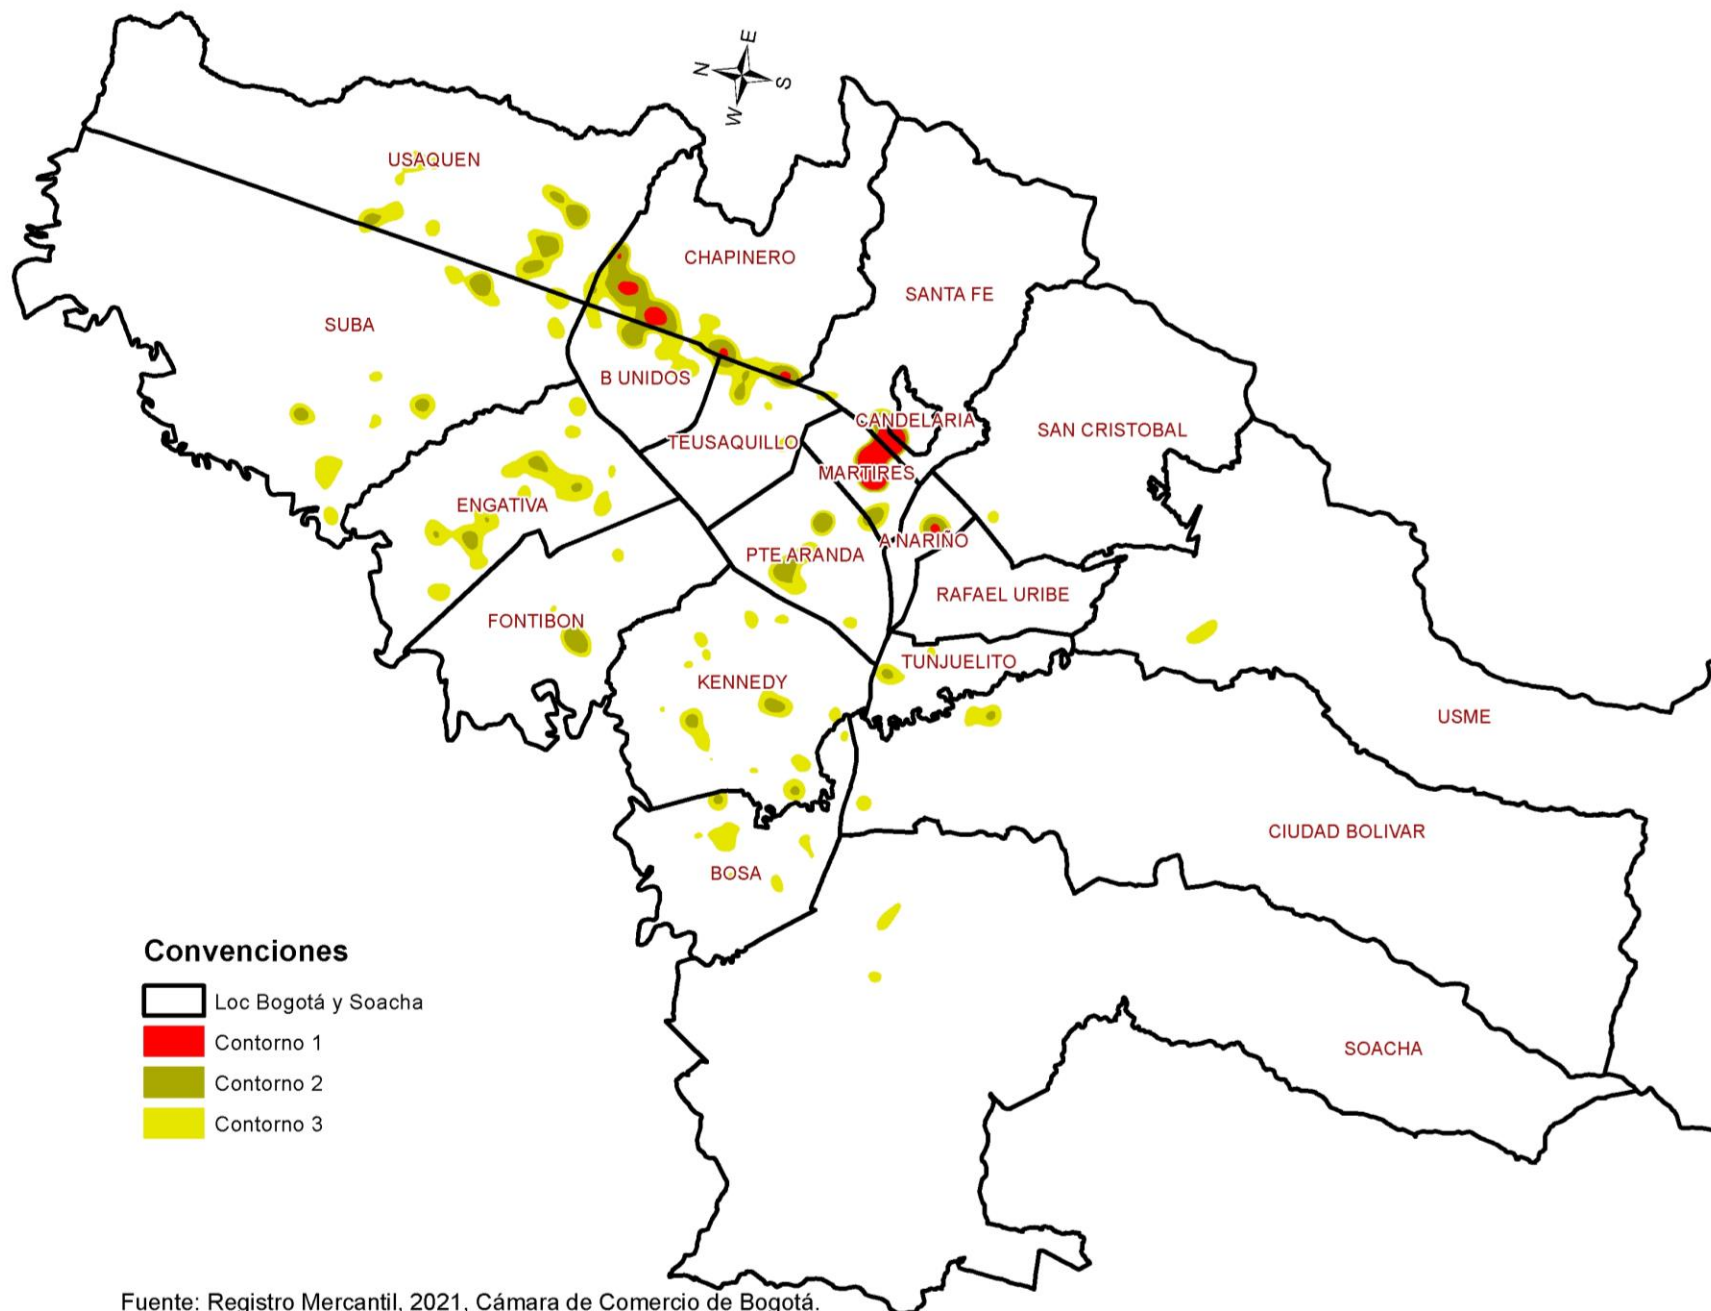 E
N
S
W
USAQUEN
CHAPINERO
SANTA FE
SUBA
B UNIDOS
CANDELARIA
SAN CRISTOBAL
TEUSAQUILLO
MARTIRES
ENGATIVA
A NARIÑO
PTE ARANDA
RAFAEL URIBE
FONTIBON
TUNJUELITO
KENNEDY
USME
CIUDAD BOLIVAR
BOSA
SOACHA
Convenciones
Loc Bogotá y Soacha
Contorno 1
Contorno 2
Contorno 3
Fuente: Registro Mercantil, 2021, Cámara de Comercio de Bogotá.